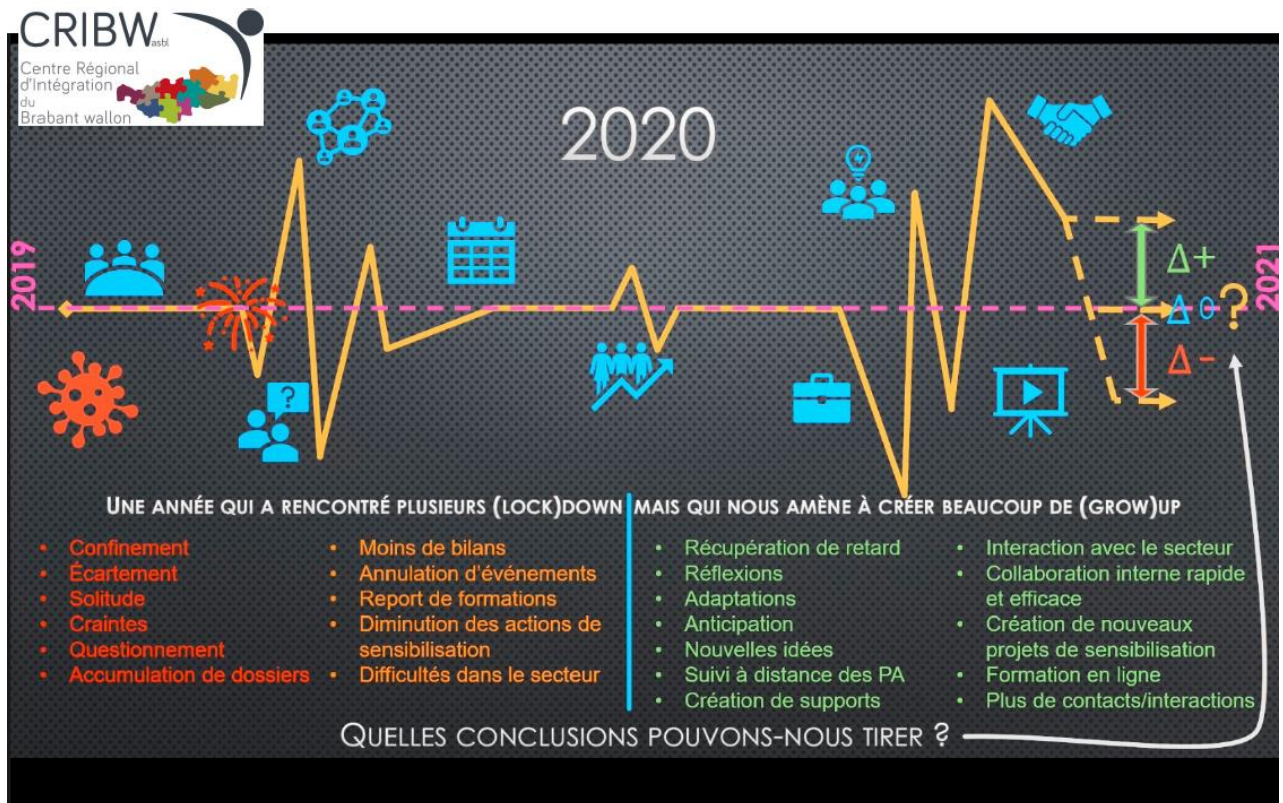 CRIBW asbl
Centre Régional
d'Intégration
du
Brabant wallon
2020
2019
2021
?
Δ+
Δ 0 ?
Δ -
UNE ANNÉE QUI A RENCONTRÉ PLUSIEURS (LOCK)DOWN
MAIS QUI NOUS AMÈNE À CRÉER BEAUCOUP DE (GROW)UP
• Confinement
• Écartement
• Solitude
• Craintes
• Questionnement
• Accumulation de dossiers
• Moins de bilans
• Annulation d'événements
• Report de formations
• Diminution des actions de
sensibilisation
• Difficultés dans le secteur
• Récupération de retard
• Réflexions
• Adaptations
• Anticipation
• Nouvelles idées
• Suivi à distance des PA
• Création de supports
• Interaction avec le secteur
• Collaboration interne rapide
et efficace
• Création de nouveaux
projets de sensibilisation
• Formation en ligne
• Plus de contacts/interactions
QUELLES CONCLUSIONS POUVONS-NOUS TIRER ?